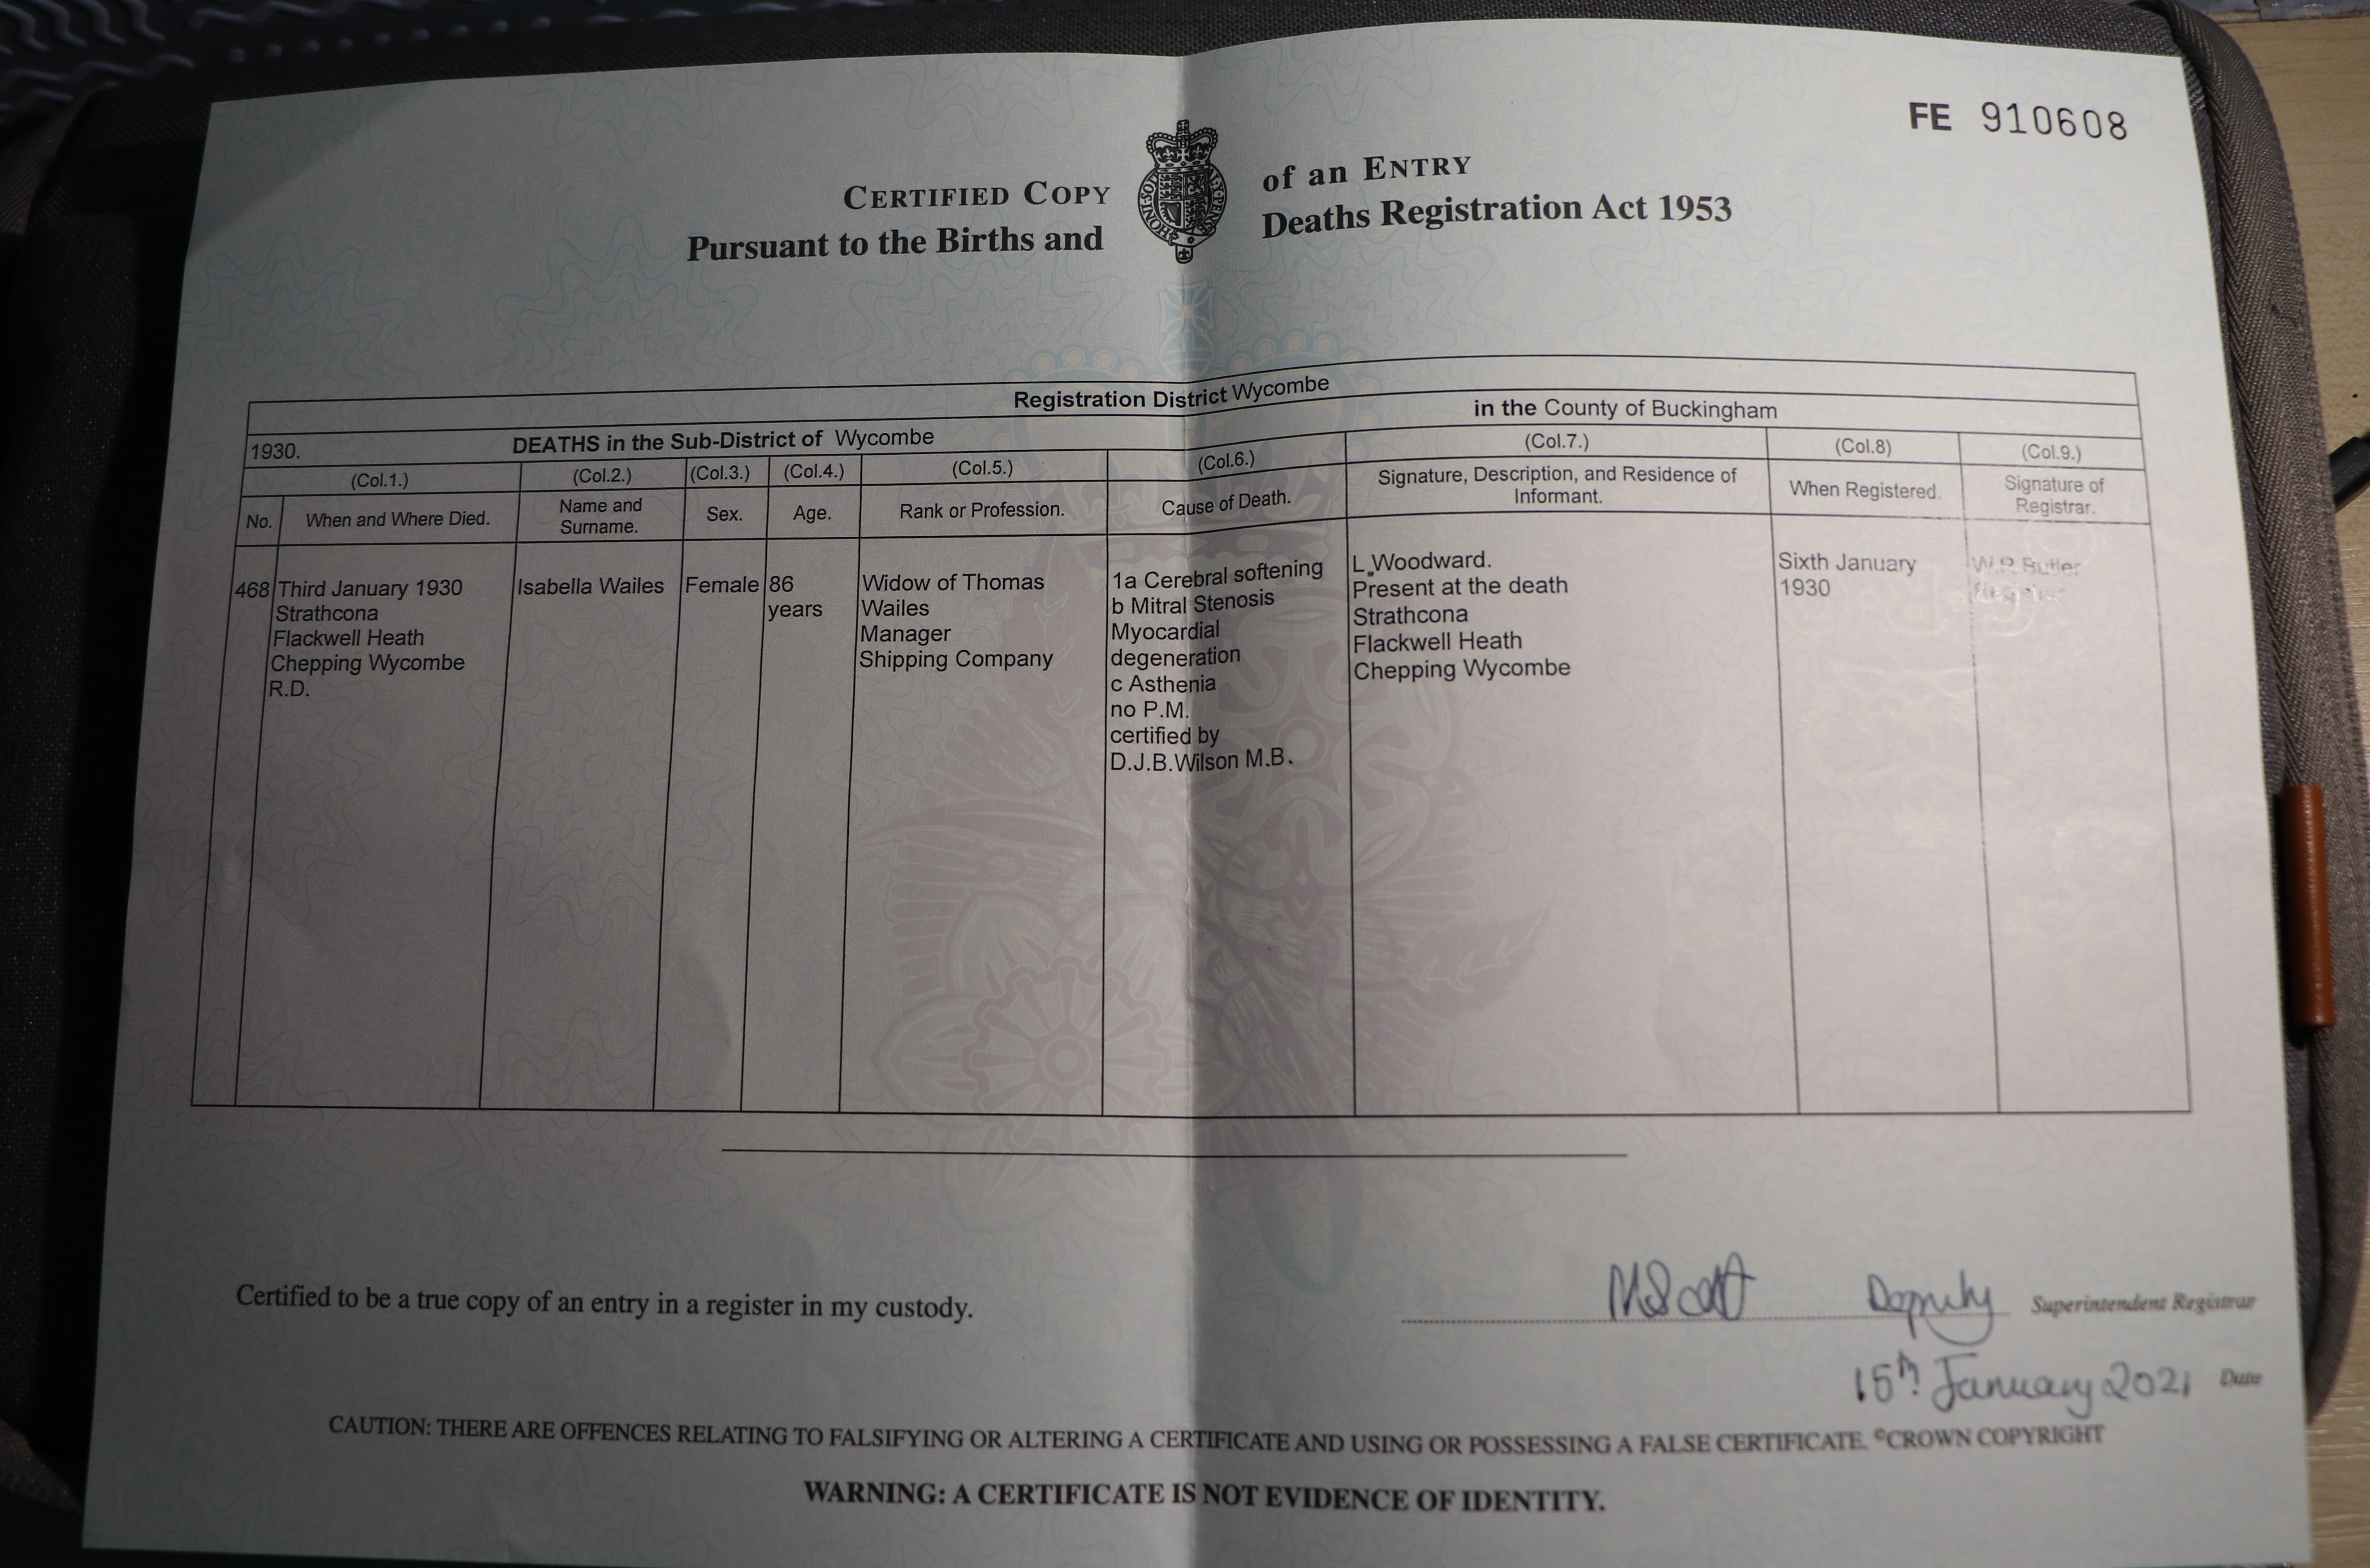 FE 910608
CERTIFIED COPY of an ENTRY
Pursuant to the Births and Deaths Registration Act 1953
Registration District Wycombe
1930. DEATHS in the Sub-District of Wycombe in the County of Buckingham
(Col.1.) (Col.2.) (Col.3.) (Col.4.) (Col.5.) (Col.6.) (Col.7.) (Col.8) (Col.9.)
No. When and Where Died.
Name and
Surname.
Sex.
Age.
Rank or Profession.
Cause of Death.
Signature, Description, and Residence of
Informant.
When Registered.
Signature of
Registrar.
468 Third January 1930
Strathcona
Flackwell Heath
Chepping Wycombe
R.D.
Isabella Wailes
Female
86
years
Widow of Thomas
Wailes
Manager
Shipping Company
1a Cerebral softening
b Mitral Stenosis
Myocardial
degeneration
c Asthenia
no P.M.
certified by
D.J.B.Wilson M.B.
L.Woodward.
Present at the death
Strathcona
Flackwell Heath
Chepping Wycombe
Sixth January
1930
Butler
Certified to be a true copy of an entry in a register in my custody.
MScott Deputy Superintendent Registrar
15th January 2021 Date
CAUTION: THERE ARE OFFENCES RELATING TO FALSIFYING OR ALTERING A CERTIFICATE AND USING OR POSSESSING A FALSE CERTIFICATE. ©CROWN COPYRIGHT
WARNING: A CERTIFICATE IS NOT EVIDENCE OF IDENTITY.